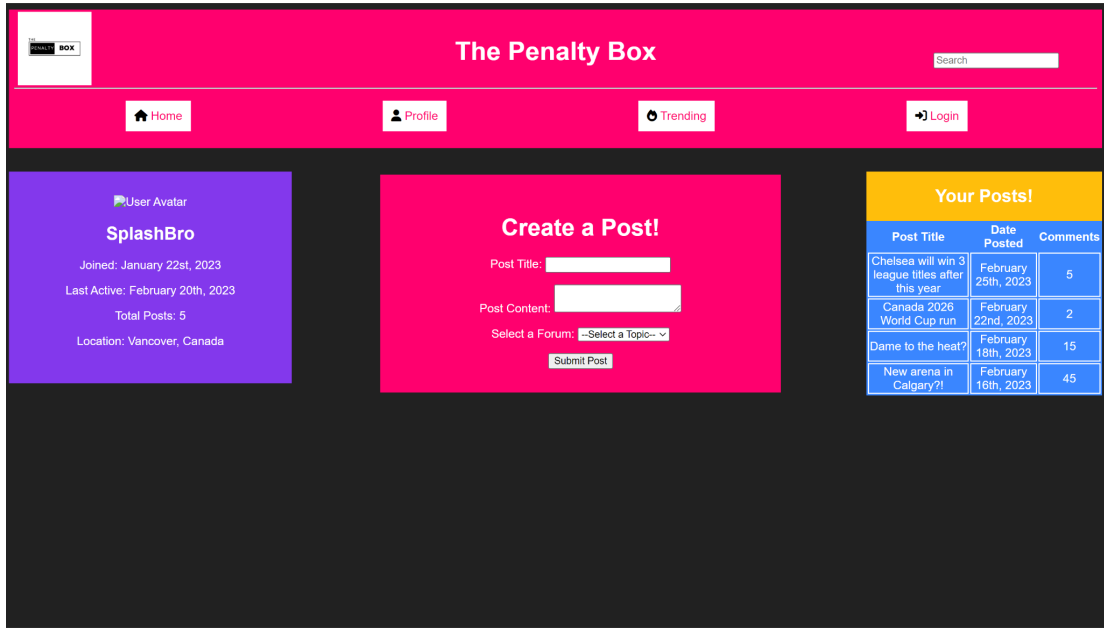 THE
PENALTY BOX
The Penalty Box
Search
Home
Profile
Trending
Login
User Avatar
SplashBro
Joined: January 22st, 2023
Last Active: February 20th, 2023
Total Posts: 5
Location: Vancover, Canada
Create a Post!
Post Title:
Post Content:
Select a Forum: --Select a Topic--
Submit Post
Your Posts!
Post Title Date Posted Comments
Chelsea will win 3 league titles after this year February 25th, 2023 5
Canada 2026 World Cup run February 22nd, 2023 2
Dame to the heat? February 18th, 2023 15
New arena in Calgary?! February 16th, 2023 45